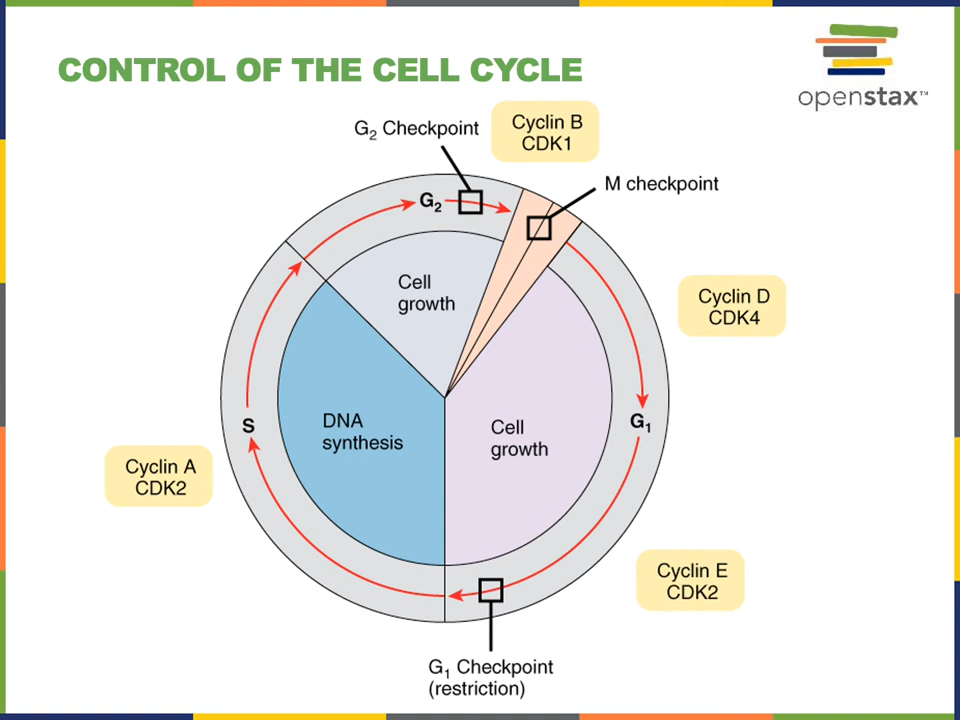 CONTROL OF THE CELL CYCLE
openstax™
G₂ Checkpoint
Cyclin B
CDK1
M checkpoint
G₂
Cell
growth
Cyclin D
CDK4
S
DNA
synthesis
Cell
growth
G₁
Cyclin A
CDK2
Cyclin E
CDK2
G₁ Checkpoint
(restriction)